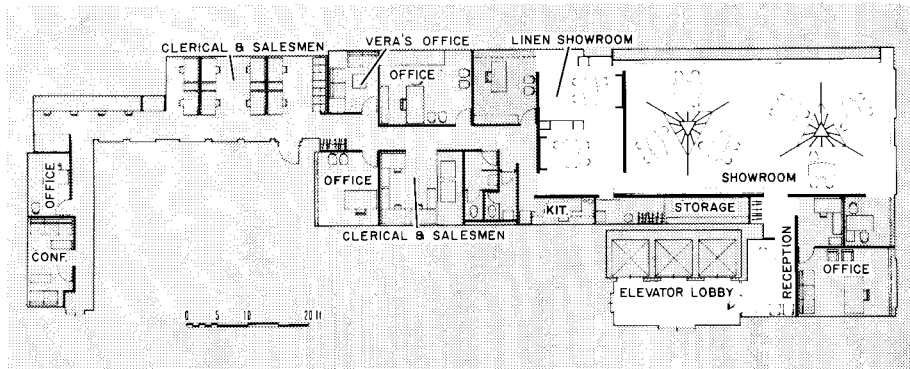 VERA'S OFFICE
LINEN SHOWROOM
CLERICAL & SALESMEN
OFFICE
OFFICE
OFFICE
SHOWROOM
KIT.
STORAGE
CLERICAL & SALESMEN
CONF.
RECEPTION
OFFICE
ELEVATOR LOBBY
0 5 10 20 ft